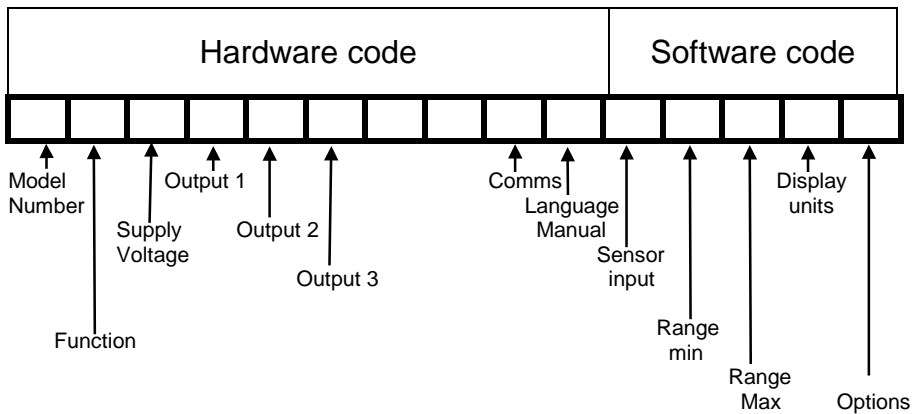 Hardware code
Software code
Model
Number
Function
Supply
Voltage
Output 1
Output 2
Output 3
Comms
Language
Manual
Sensor
input
Range
min
Range
Max
Display
units
Options